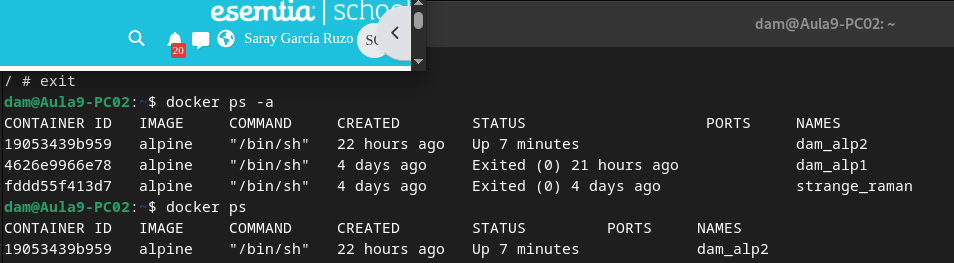 esemtia | schoo
dam@Aula9-PC02: ~
20 Saray García Ruzo
/ # exit
dam@Aula9-PC02:~$ docker ps -a
CONTAINER ID IMAGE COMMAND CREATED STATUS PORTS NAMES
19053439b959 alpine "/bin/sh" 22 hours ago Up 7 minutes dam_alp2
4626e9966e78 alpine "/bin/sh" 4 days ago Exited (0) 21 hours ago dam_alp1
fddd55f413d7 alpine "/bin/sh" 4 days ago Exited (0) 4 days ago strange_raman
dam@Aula9-PC02:~$ docker ps
CONTAINER ID IMAGE COMMAND CREATED STATUS PORTS NAMES
19053439b959 alpine "/bin/sh" 22 hours ago Up 7 minutes dam_alp2